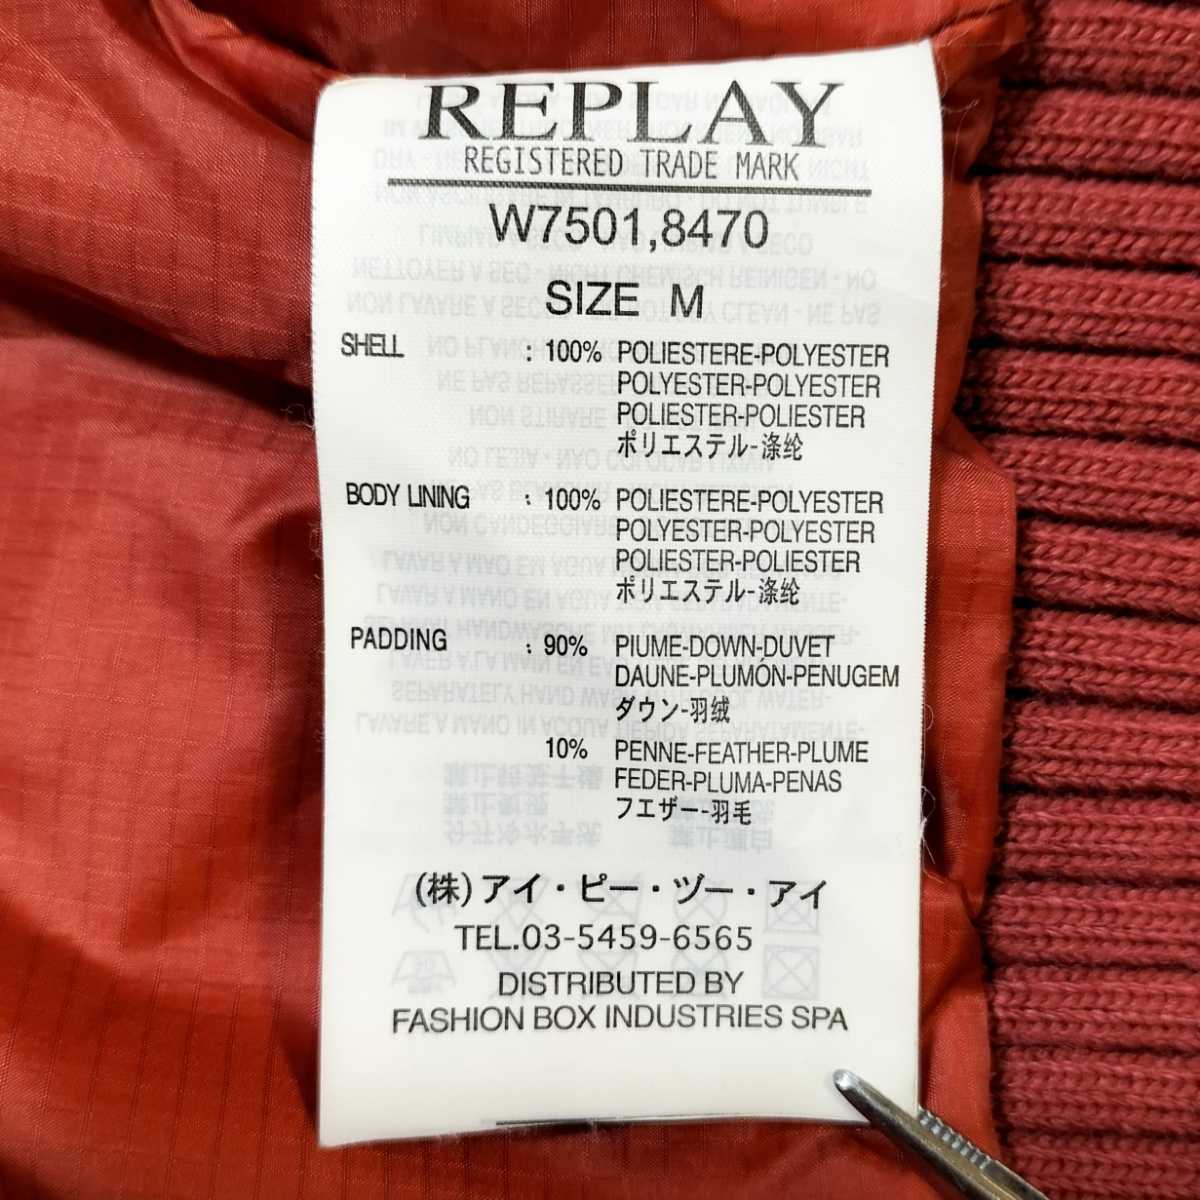 REPLAY
REGISTERED TRADE MARK
W7501,8470
SIZE M
SHELL : 100% POLIESTERE-POLYESTER
POLYESTER-POLYESTER
POLIESTER-POLIESTER
ポリエステル-涤纶
BODY LINING : 100% POLIESTERE-POLYESTER
POLYESTER-POLYESTER
POLIESTER-POLIESTER
ポリエステル-涤纶
PADDING : 90% PIUME-DOWN-DUVET
DAUNE-PLUMÓN-PENUGEM
ダウン-羽绒
10% PENNE-FEATHER-PLUME
FEDER-PLUMA-PENAS
フエザー-羽毛
(株)アイ・ピー・ヅー・アイ
TEL.03-5459-6565
DISTRIBUTED BY
FASHION BOX INDUSTRIES SPA